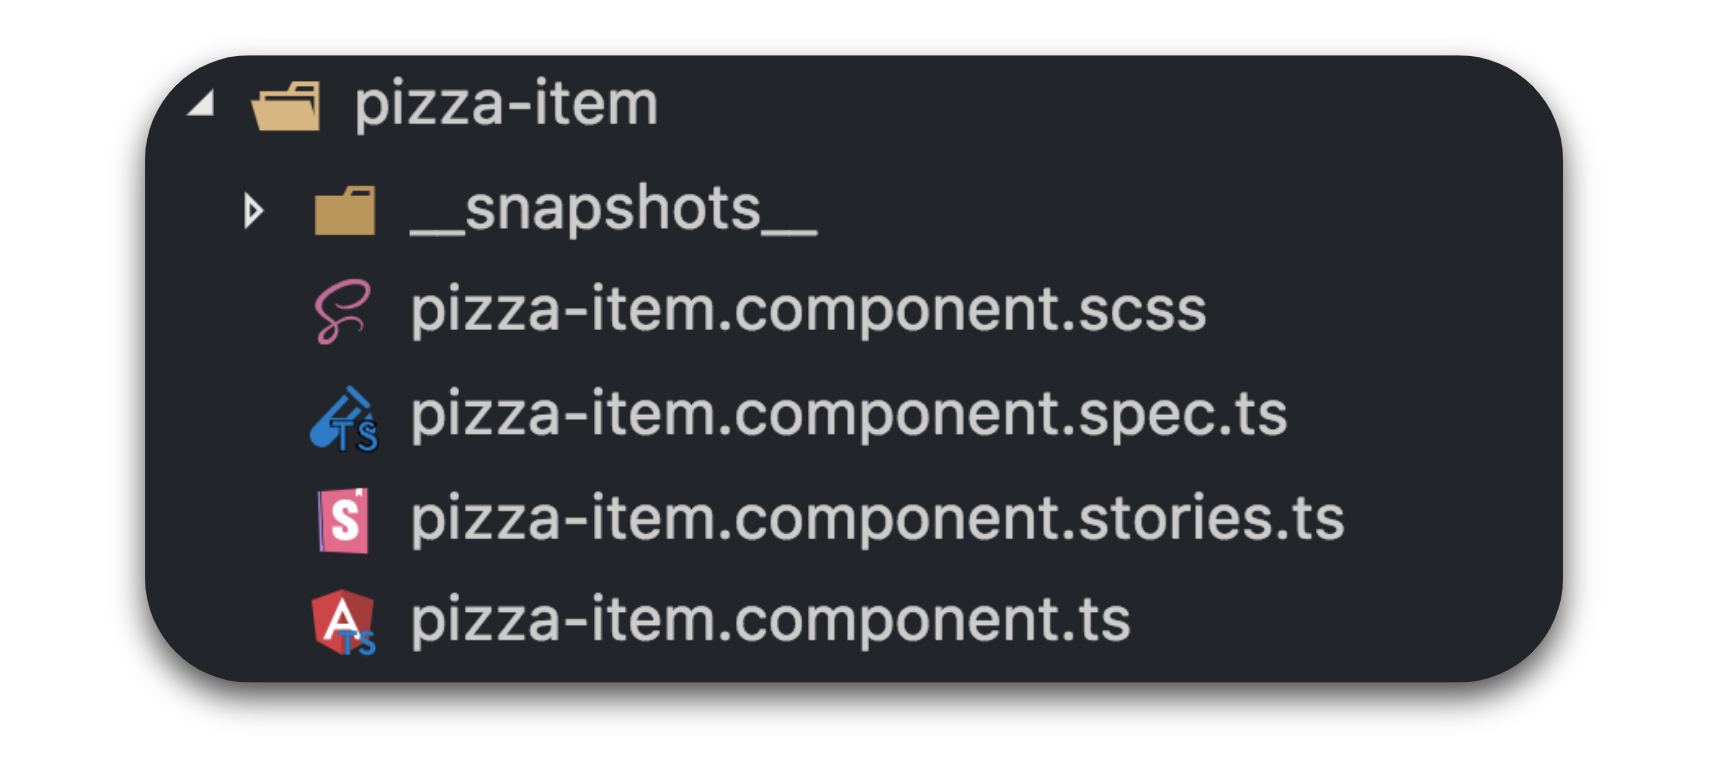 pizza-item
__snapshots__
pizza-item.component.scss
pizza-item.component.spec.ts
pizza-item.component.stories.ts
pizza-item.component.ts